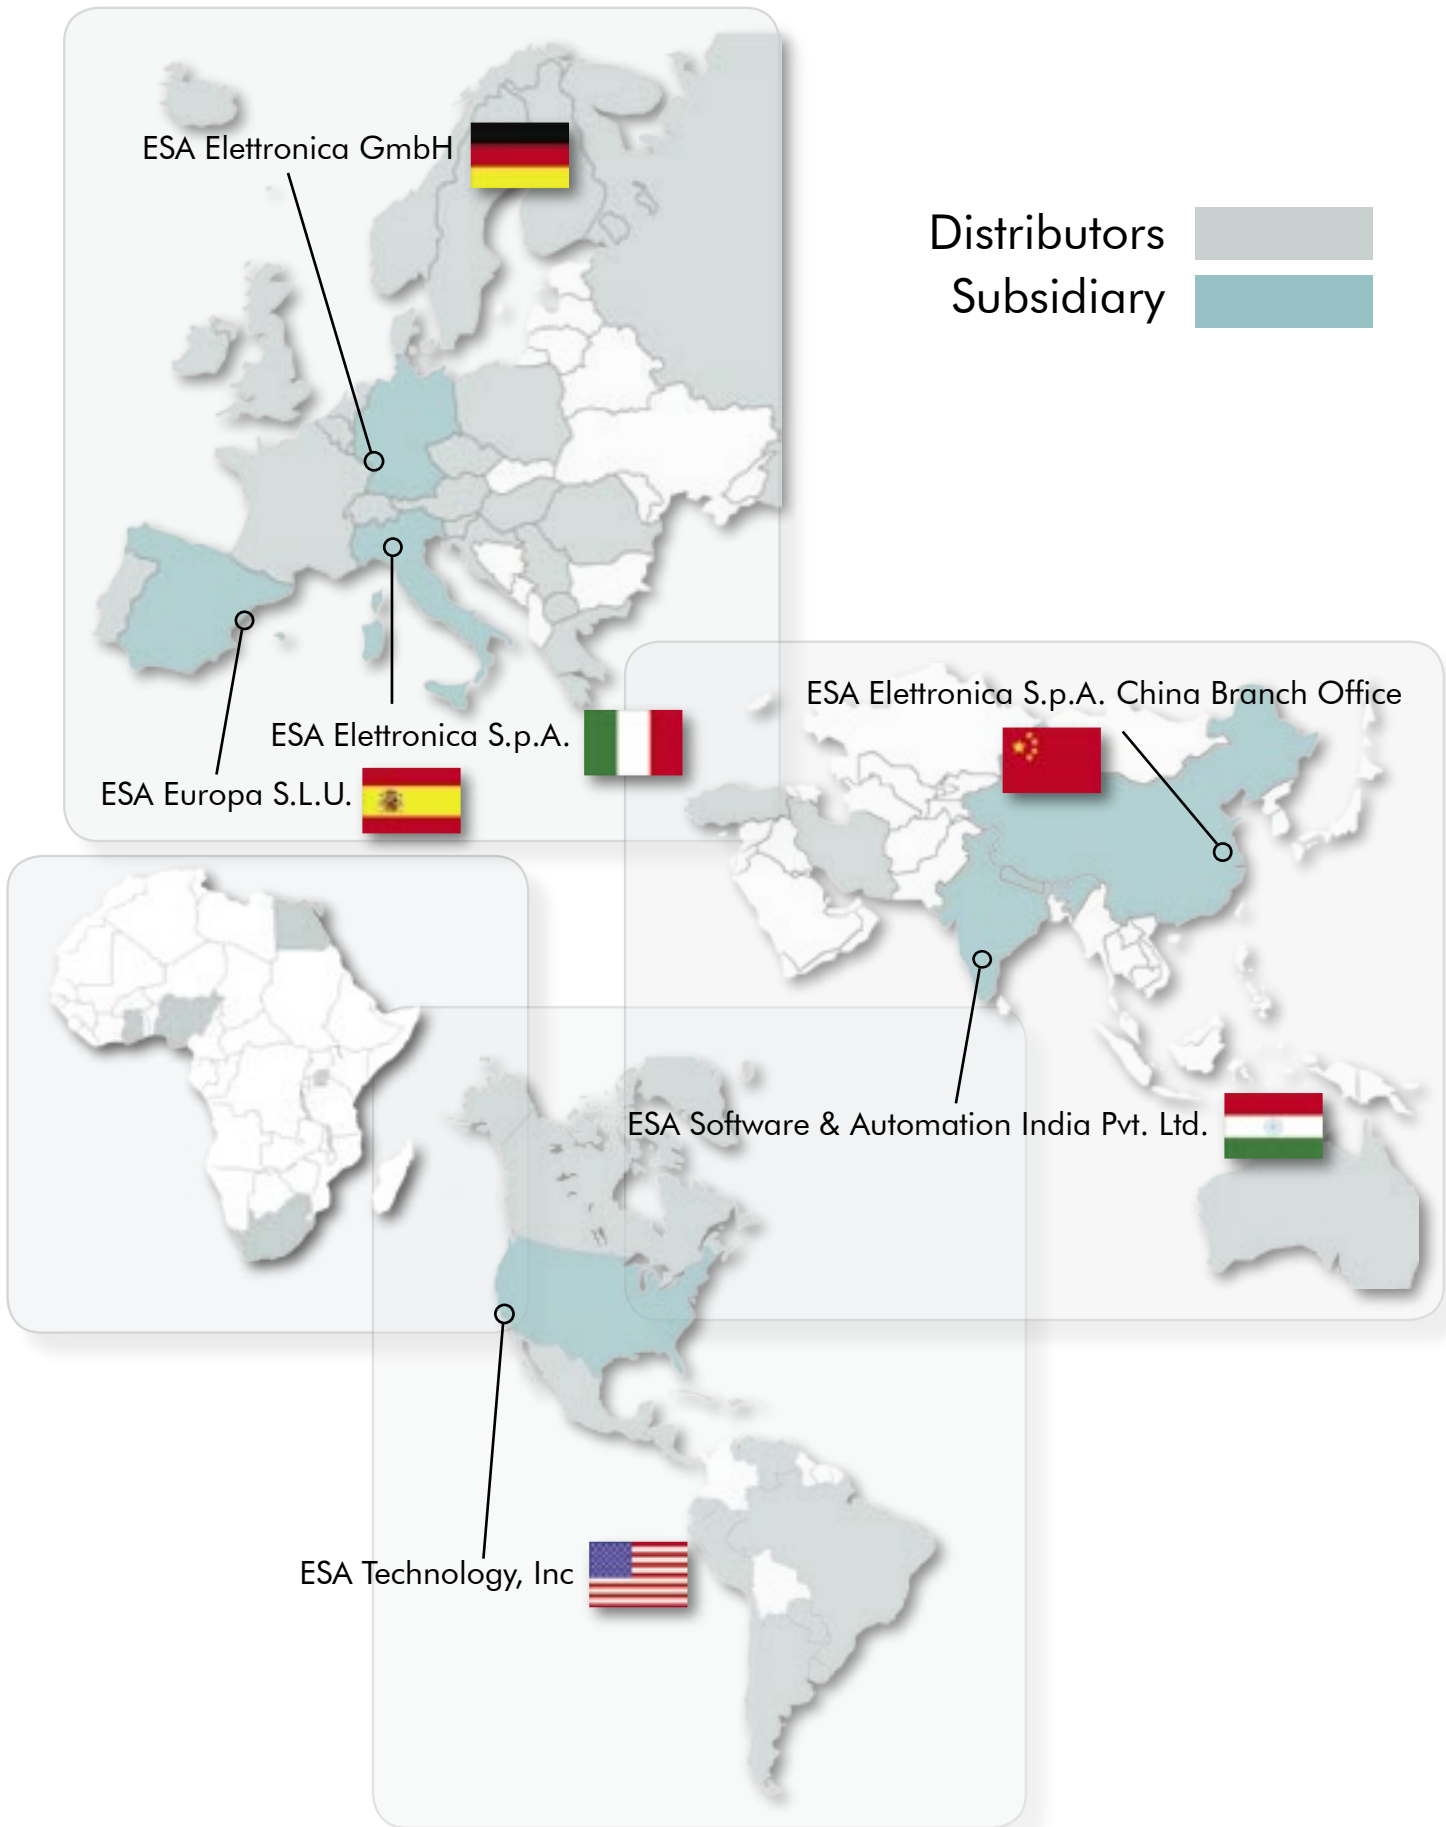 ESA Elettronica GmbH
Distributors
Subsidiary
ESA Elettronica S.p.A. China Branch Office
ESA Elettronica S.p.A.
ESA Europa S.L.U.
ESA Software & Automation India Pvt. Ltd.
ESA Technology, Inc